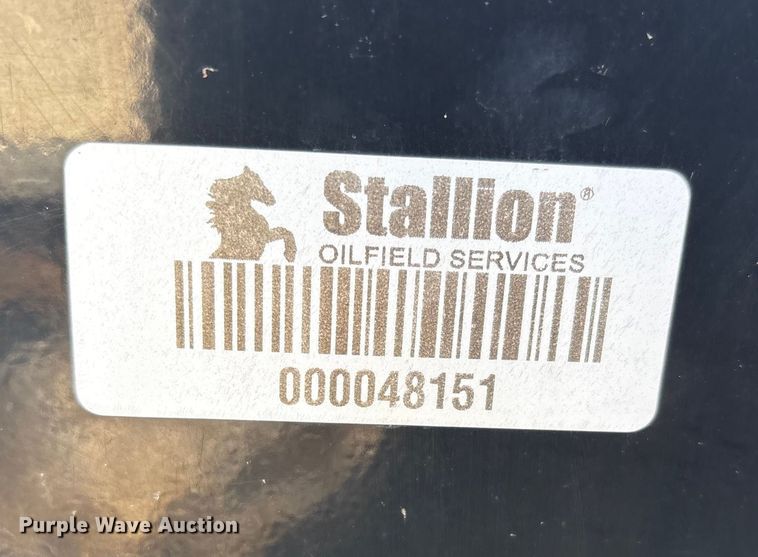 Stallion®
OILFIELD SERVICES
000048151
Purple Wave Auction